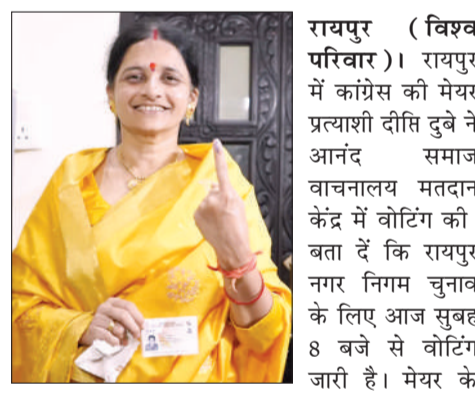 रायपुर (विश्व
परिवार)। रायपुर
में कांग्रेस की मेयर
प्रत्याशी दीप्ति दुबे ने
आनंद समाज
वाचनालय मतदान
केंद्र में वोटिंग की।
बता दें कि रायपुर
नगर निगम चुनाव
के लिए आज सुबह
8 बजे से वोटिंग
जारी है। मेयर के